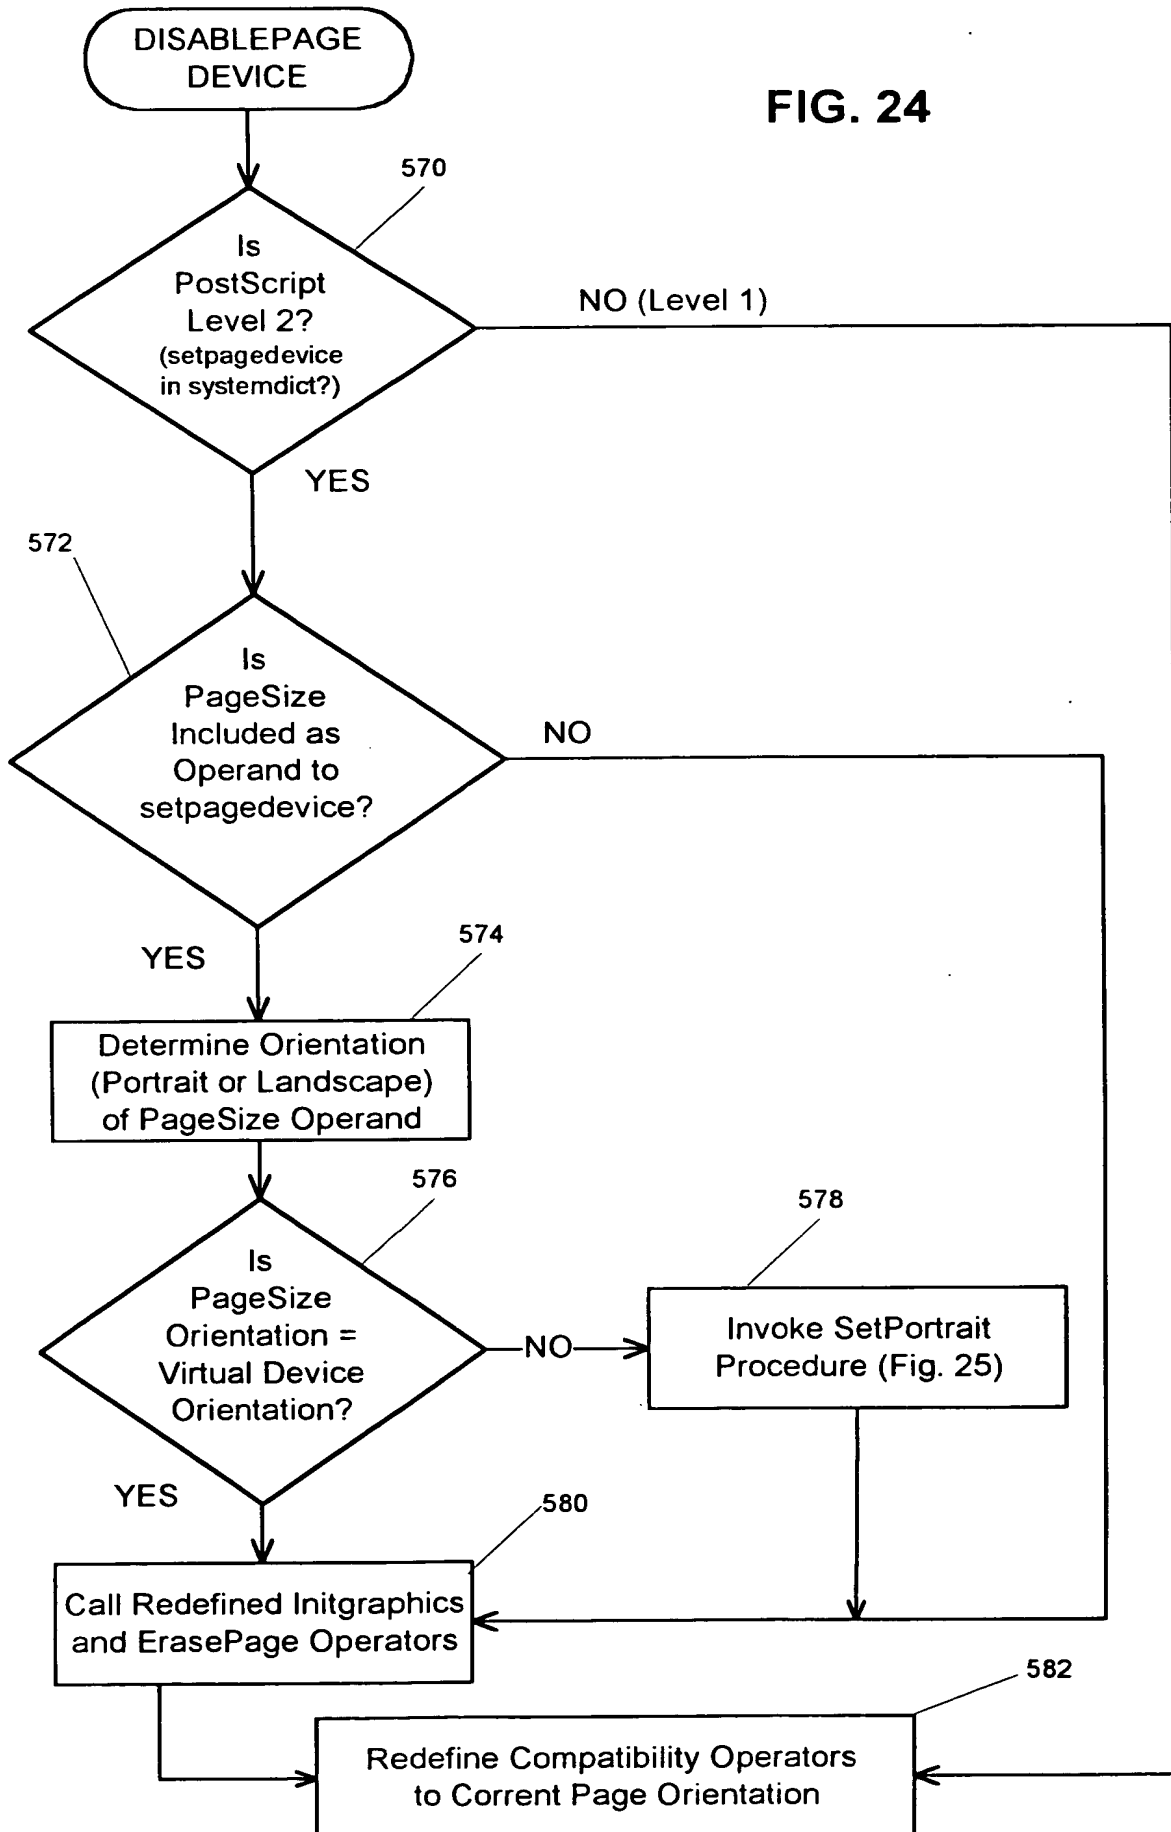 DISABLEPAGE
DEVICE
FIG. 24
570
Is
PostScript
Level 2?
(setpagedevice
in systemdict?)
NO (Level 1)
YES
572
Is
PageSize
Included as
Operand to
setpagedevice?
NO
YES
574
Determine Orientation
(Portrait or Landscape)
of PageSize Operand
576
Is
PageSize
Orientation =
Virtual Device
Orientation?
NO
578
Invoke SetPortrait
Procedure (Fig. 25)
YES
580
Call Redefined Initgraphics
and ErasePage Operators
582
Redefine Compatibility Operators
to Corrent Page Orientation